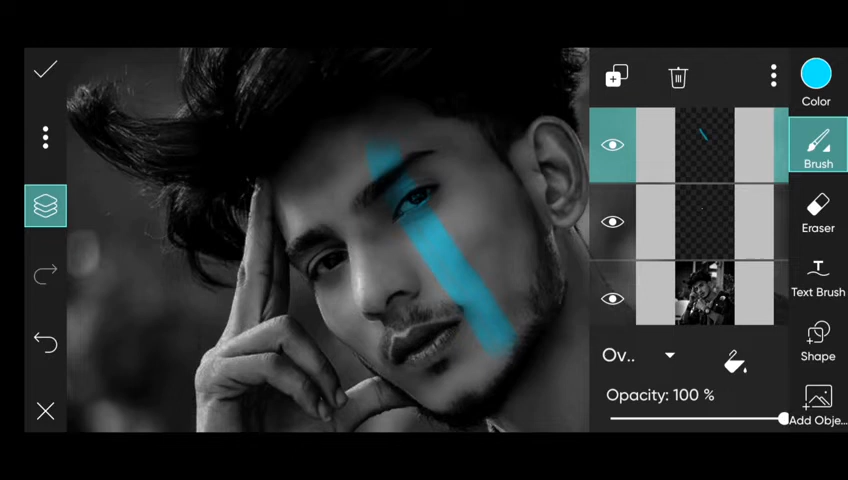 Color
Brush
Eraser
Text Brush
Shape
Add Obje...
Ov..
Opacity: 100 %